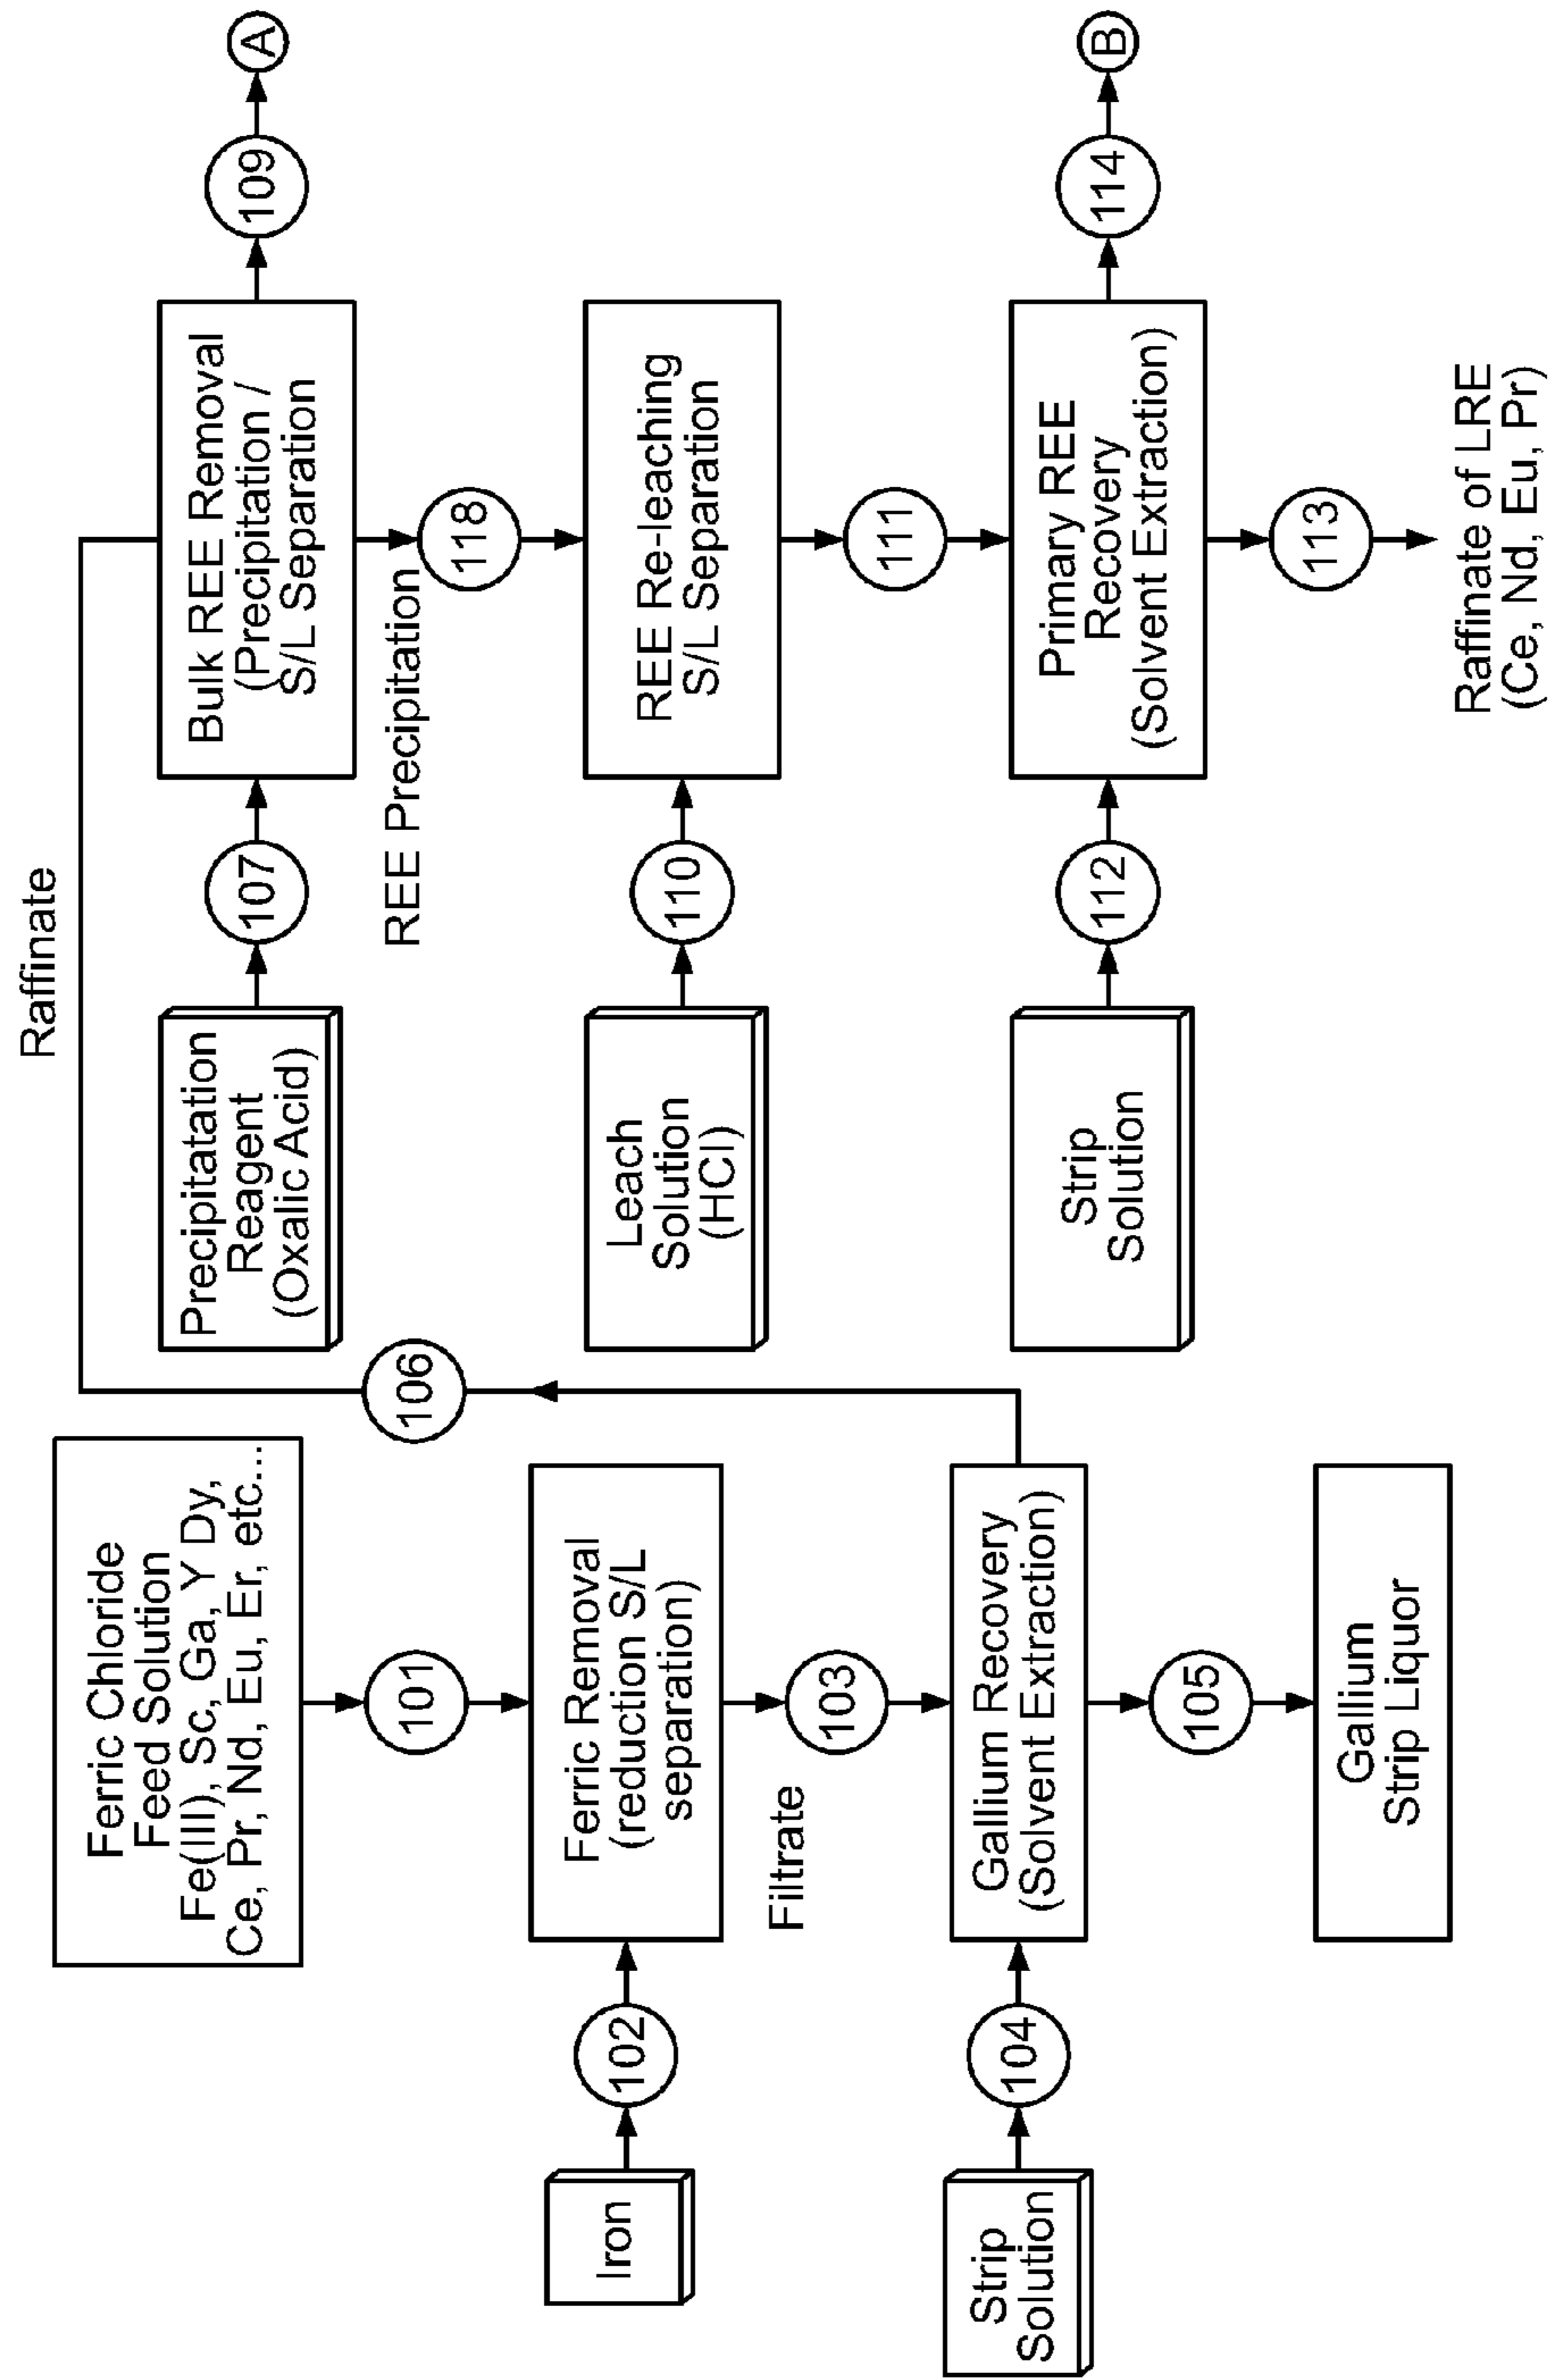 Ferric Chloride
Feed Solution
Fe(III), Sc, Ga, Y Dy,
Ce, Pr, Nd, Eu, Er, etc...
101
Iron
102
Ferric Removal
(reduction S/L
separation)
Filtrate
103
Strip
Solution
104
Gallium Recovery
(Solvent Extraction)
105
Gallium
Strip Liquor
106
Raffinate
Precipitatation
Reagent
(Oxalic Acid)
107
Bulk REE Removal
(Precipitation /
S/L Separation
109
A
REE Precipitation
118
Leach
Solution
(HCl)
110
REE Re-leaching
S/L Separation
111
Strip
Solution
112
Primary REE
Recovery
(Solvent Extraction)
114
B
113
Raffinate of LRE
(Ce, Nd, Eu, Pr)